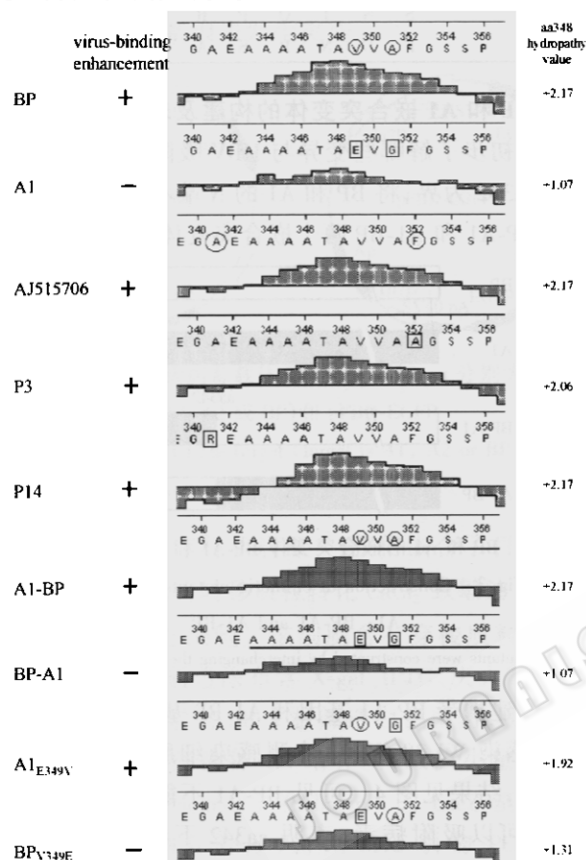 virus-binding enhancement
aa348 hydropathy value
340 342 344 346 348 350 352 354 356
G A E A A A A T A V V A F G S S P
BP + +2.17
340 342 344 346 348 350 352 354 356
G A E A A A A T A E V G F G S S P
A1 − +1.07
340 342 344 346 348 350 352 354 356
E G A E A A A A T A V V A F G S S P
AJ515706 + +2.17
340 342 344 346 348 350 352 354 356
E G A E A A A A T A V V A A G S S P
P3 + +2.06
340 342 344 346 348 350 352 354 356
E G R E A A A A T A V V A F G S S P
P14 + +2.17
340 342 344 346 348 350 352 354 356
E G A E A A A A T A V V A F G S S P
A1-BP + +2.17
340 342 344 346 348 350 352 354 356
E G A E A A A A T A E V G F G S S P
BP-A1 − +1.07
340 342 344 346 348 350 352 354 356
E G A E A A A A T A V V G F G S S P
A1E349V + +1.92
340 342 344 346 348 350 352 354 356
E G A E A A A A T A E V A F G S S P
BPV349E − +1.31